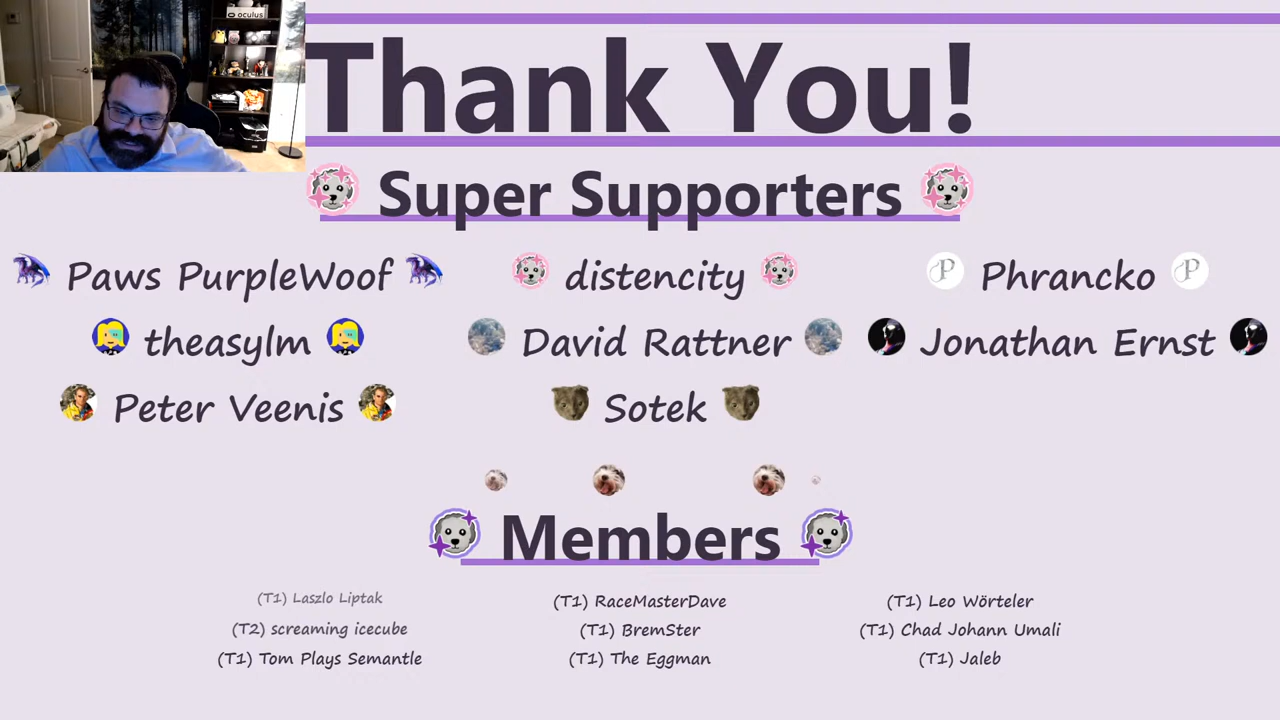 oculus
Thank You!
Super Supporters
Paws PurpleWoof distencity Phrancko
theasylm David Rattner Jonathan Ernst
Peter Veenis Sotek
Members
(T1) Laszlo Liptak (T1) RaceMasterDave (T1) Leo Wörteler
(T2) screaming icecube (T1) BremSter (T1) Chad Johann Umali
(T1) Tom Plays Semantle (T1) The Eggman (T1) Jaleb